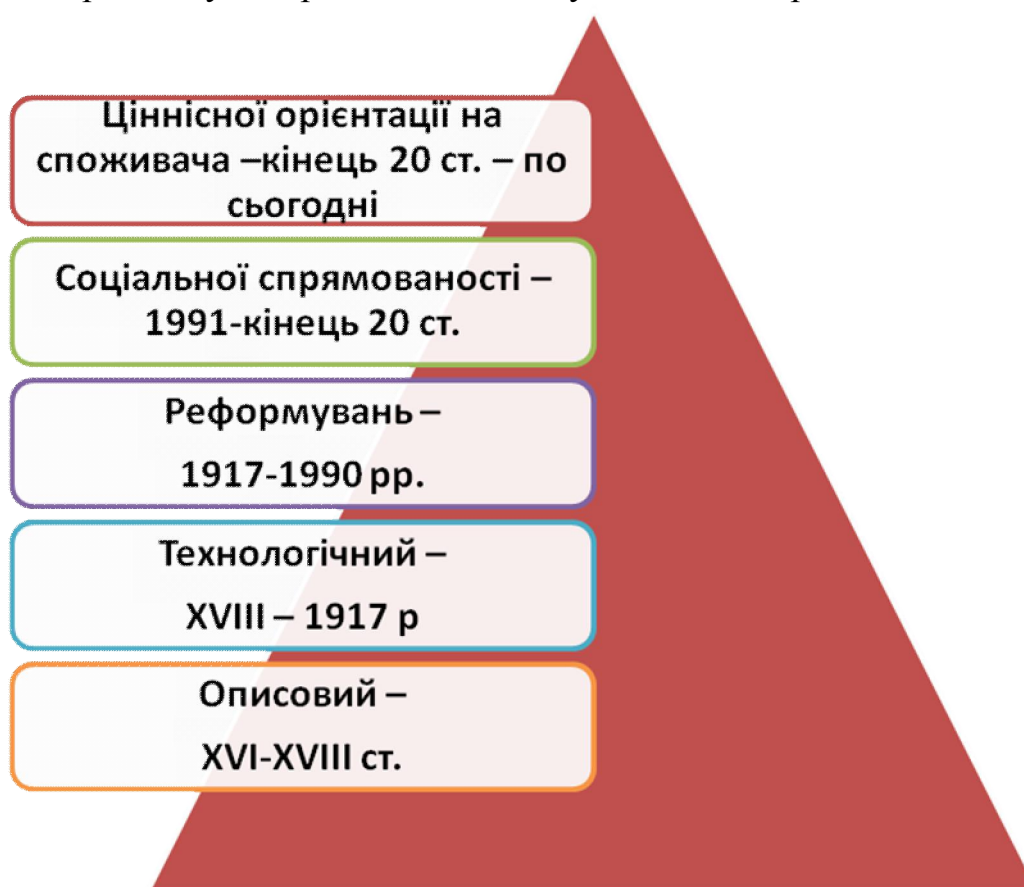 Ціннісної орієнтації на
споживача –кінець 20 ст. – по
сьогодні
Соціальної спрямованості –
1991-кінець 20 ст.
Реформувань –
1917-1990 рр.
Технологічний –
XVIII – 1917 р
Описовий –
XVI-XVIII ст.